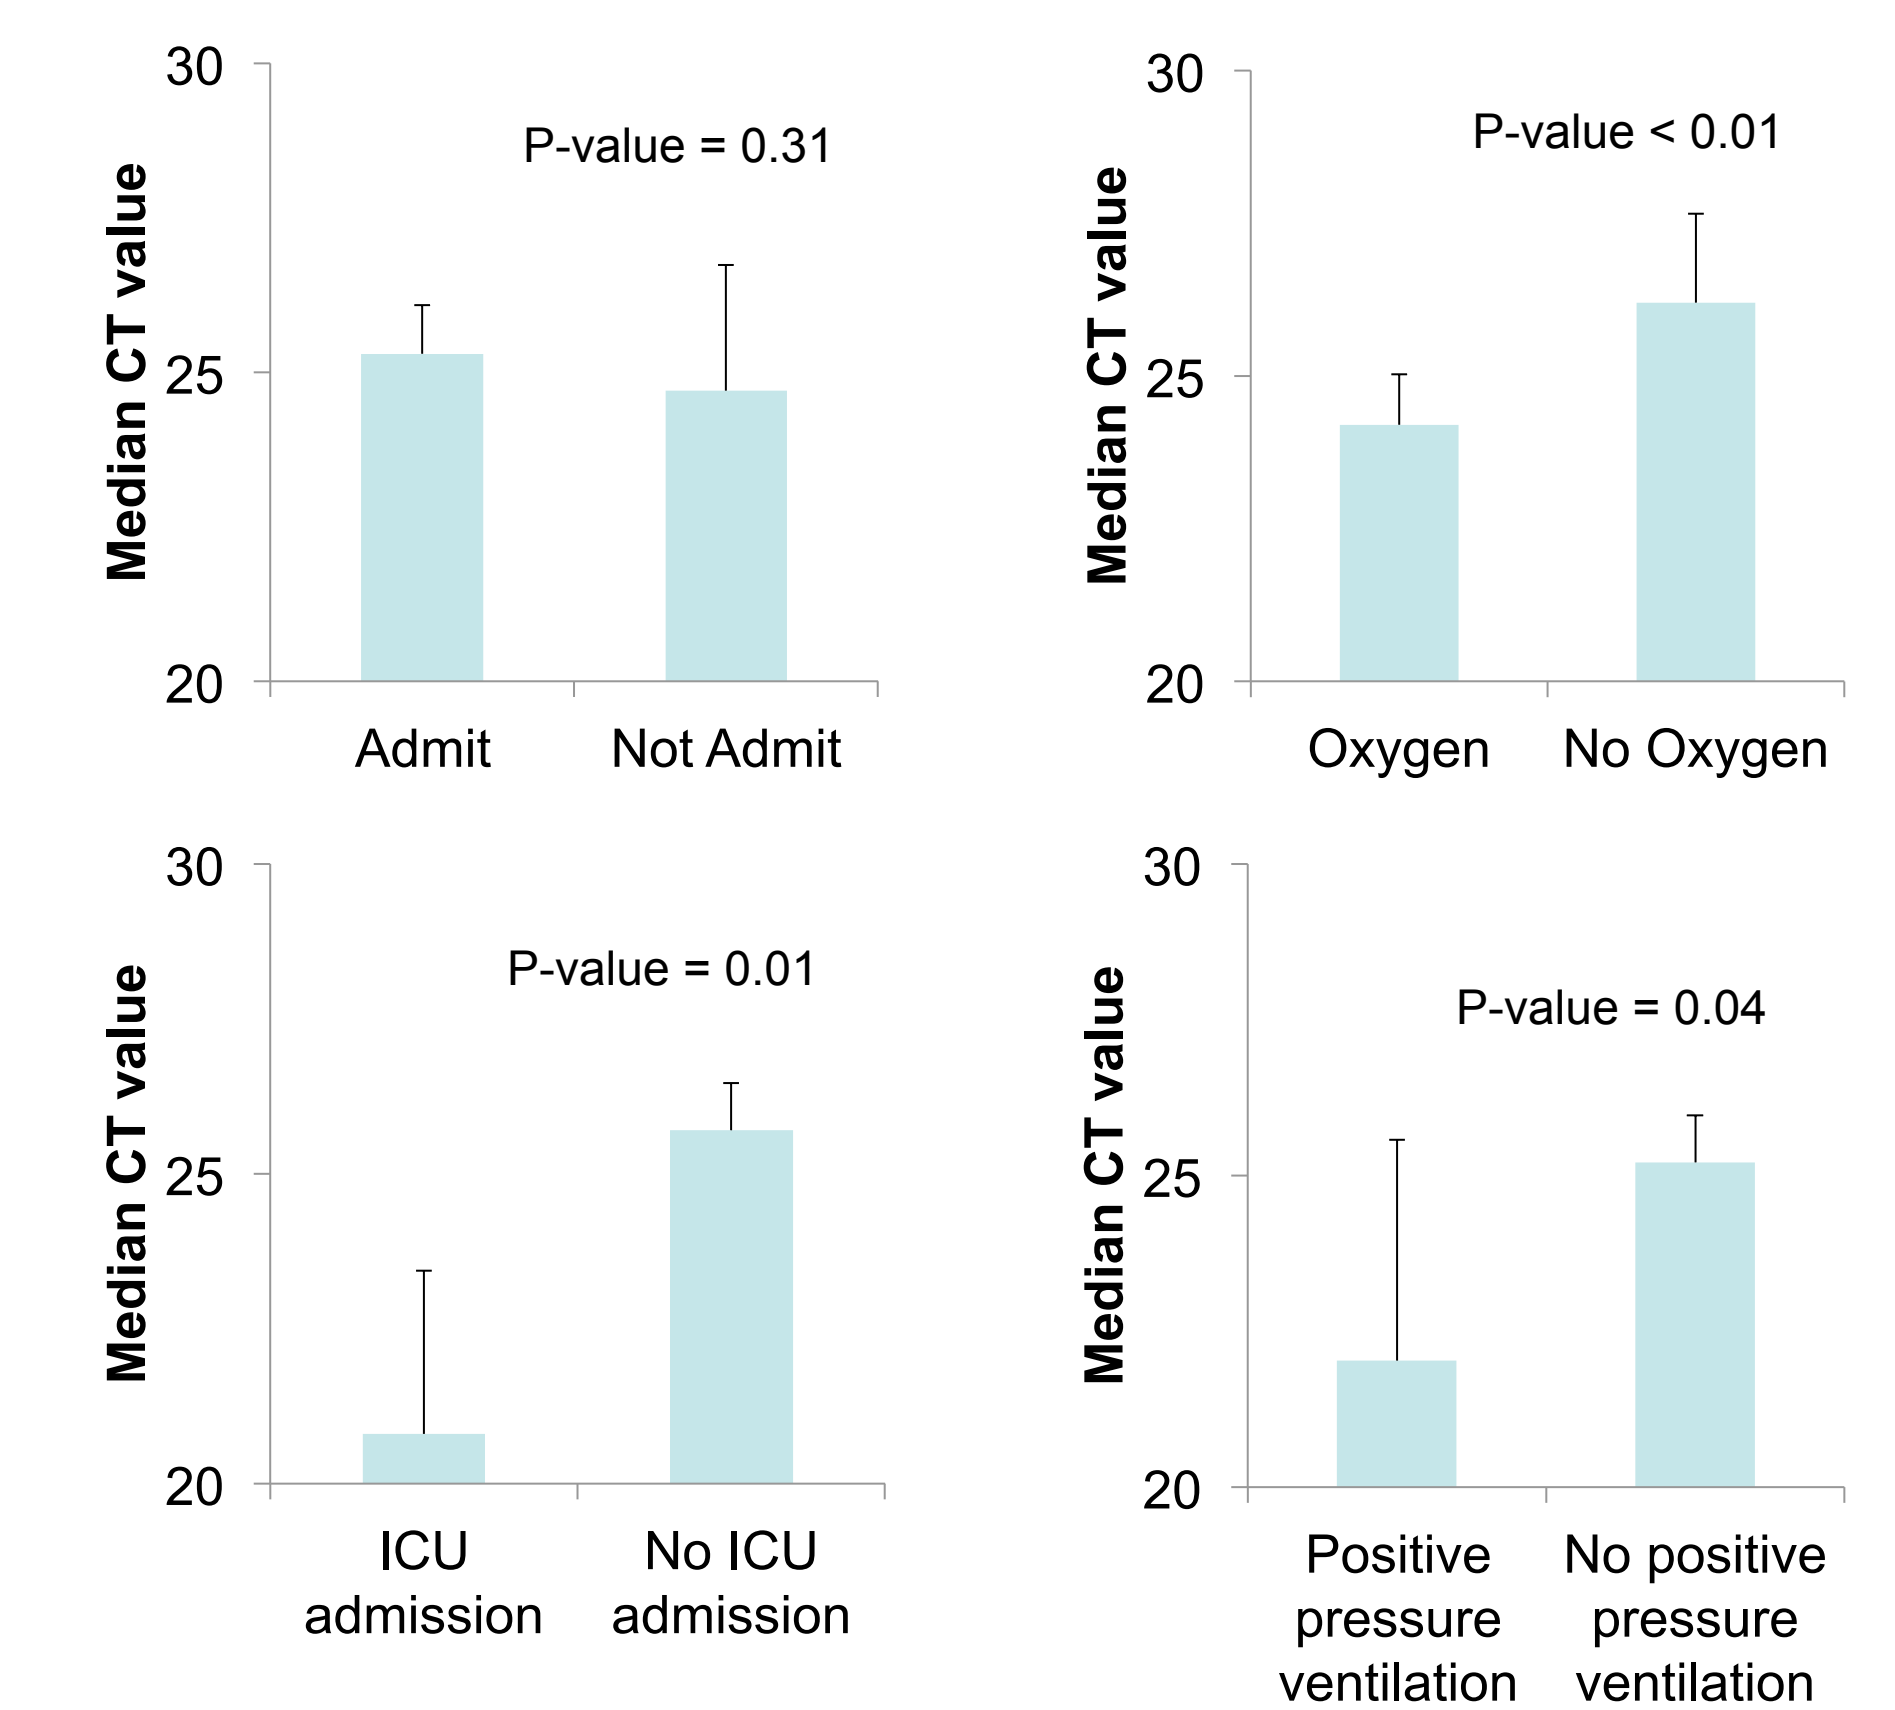 Median CT value
30
25
20
P-value = 0.31
Admit
Not Admit
Median CT value
30
25
20
P-value < 0.01
Oxygen
No Oxygen
Median CT value
30
25
20
P-value = 0.01
ICU
admission
No ICU
admission
Median CT value
30
25
20
P-value = 0.04
Positive
pressure
ventilation
No positive
pressure
ventilation